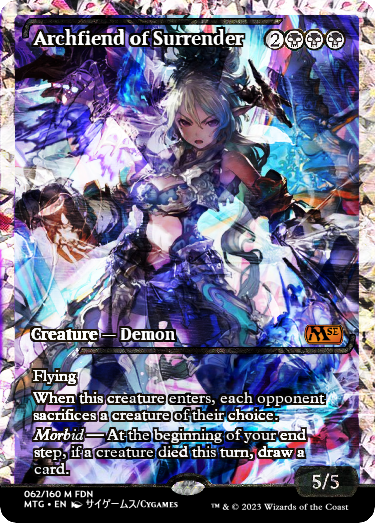 Archfiend of Surrender 2
Creature — Demon
MSE
Flying
When this creature enters, each opponent
sacrifices a creature of their choice.
Morbid — At the beginning of your end
step, if a creature died this turn, draw a
card.
5/5
062/160 M FDN
MTG • EN サイゲームス/CYGAMES
™ & © 2023 Wizards of the Coast